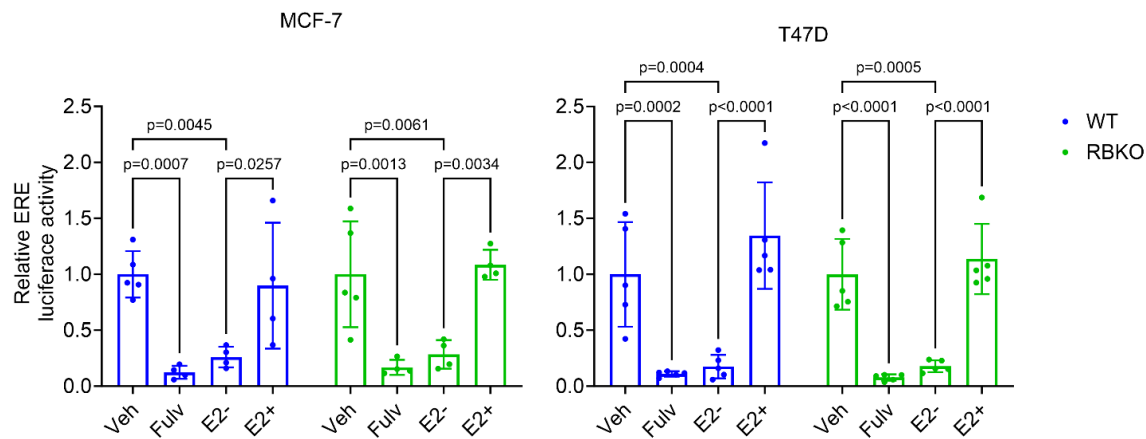 MCF-7
T47D
p=0.0004
p=0.0005
p=0.0002
p<0.0001
p<0.0001
p<0.0001
p=0.0045
p=0.0061
p=0.0007
p=0.0257
p=0.0013
p=0.0034
WT
RBKO
Relative ERE
luciferace activity
2.5
2.0
1.5
1.0
0.5
0.0
2.5
2.0
1.5
1.0
0.5
0.0
Veh
Fulv
E2-
E2+
Veh
Fulv
E2-
E2+
Veh
Fulv
E2-
E2+
Veh
Fulv
E2-
E2+